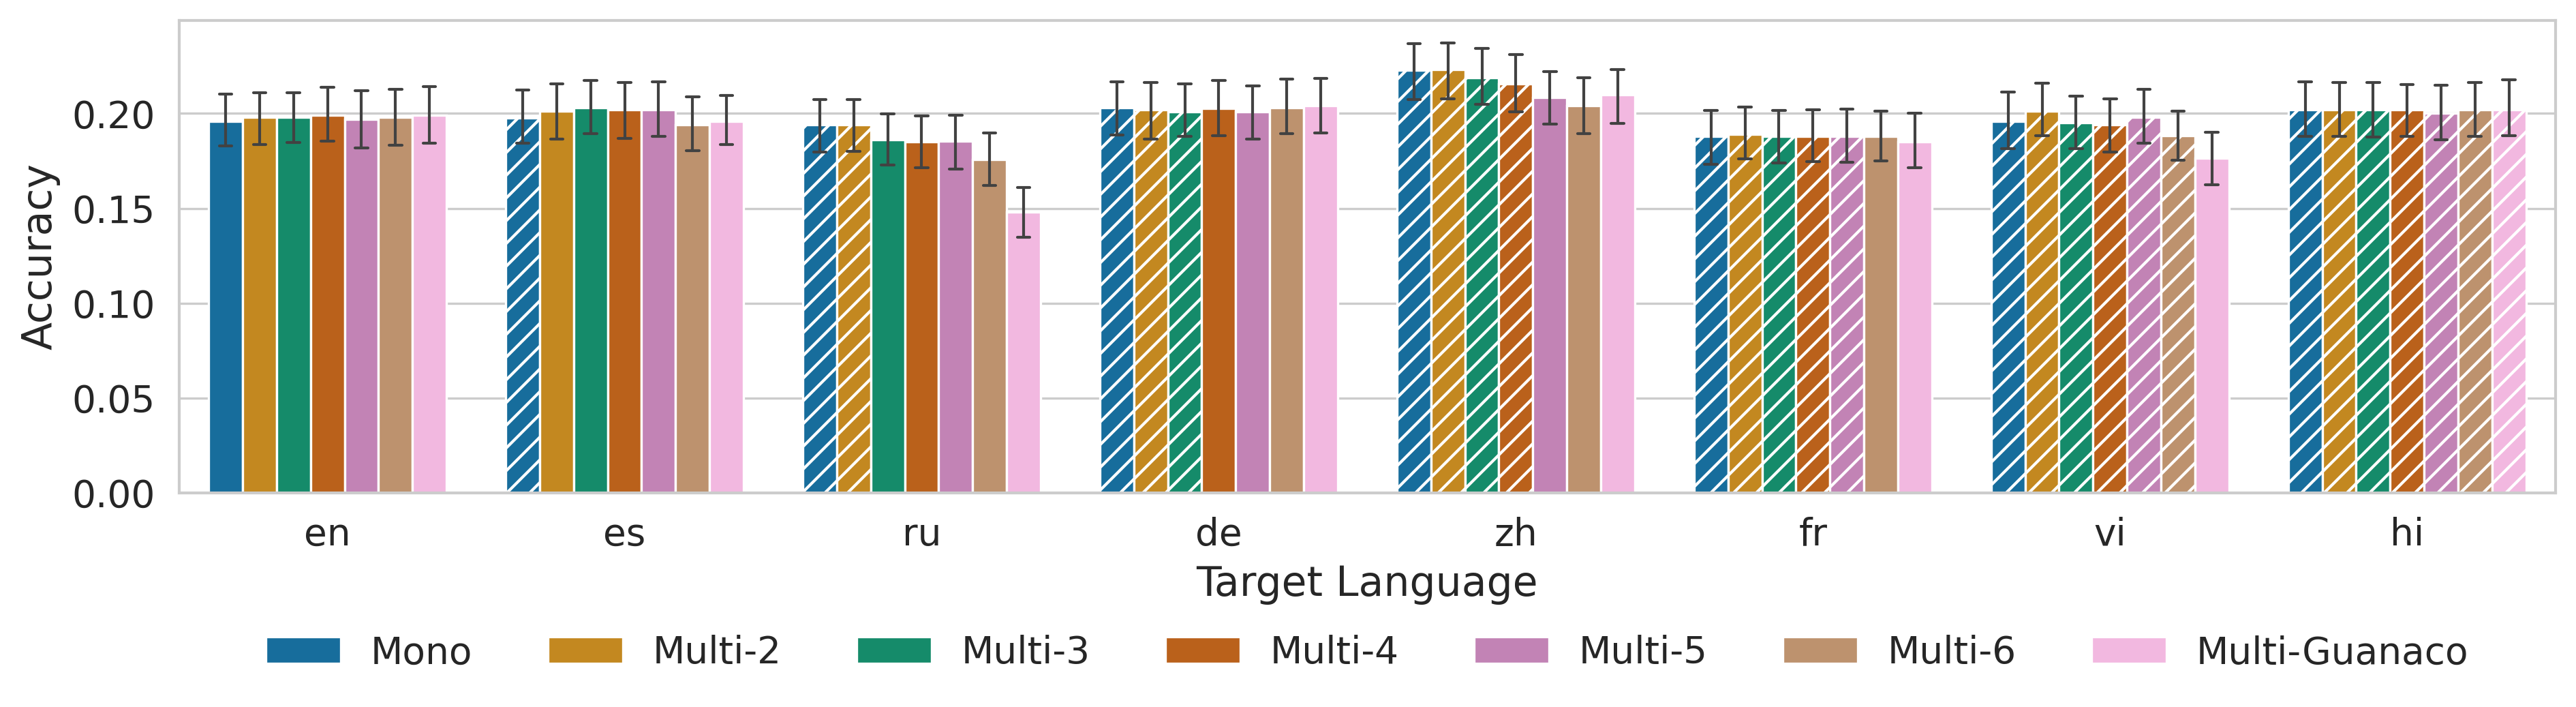 Accuracy
0.20
0.15
0.10
0.05
0.00
en es ru de zh fr vi hi
Target Language
Mono Multi-2 Multi-3 Multi-4 Multi-5 Multi-6 Multi-Guanaco